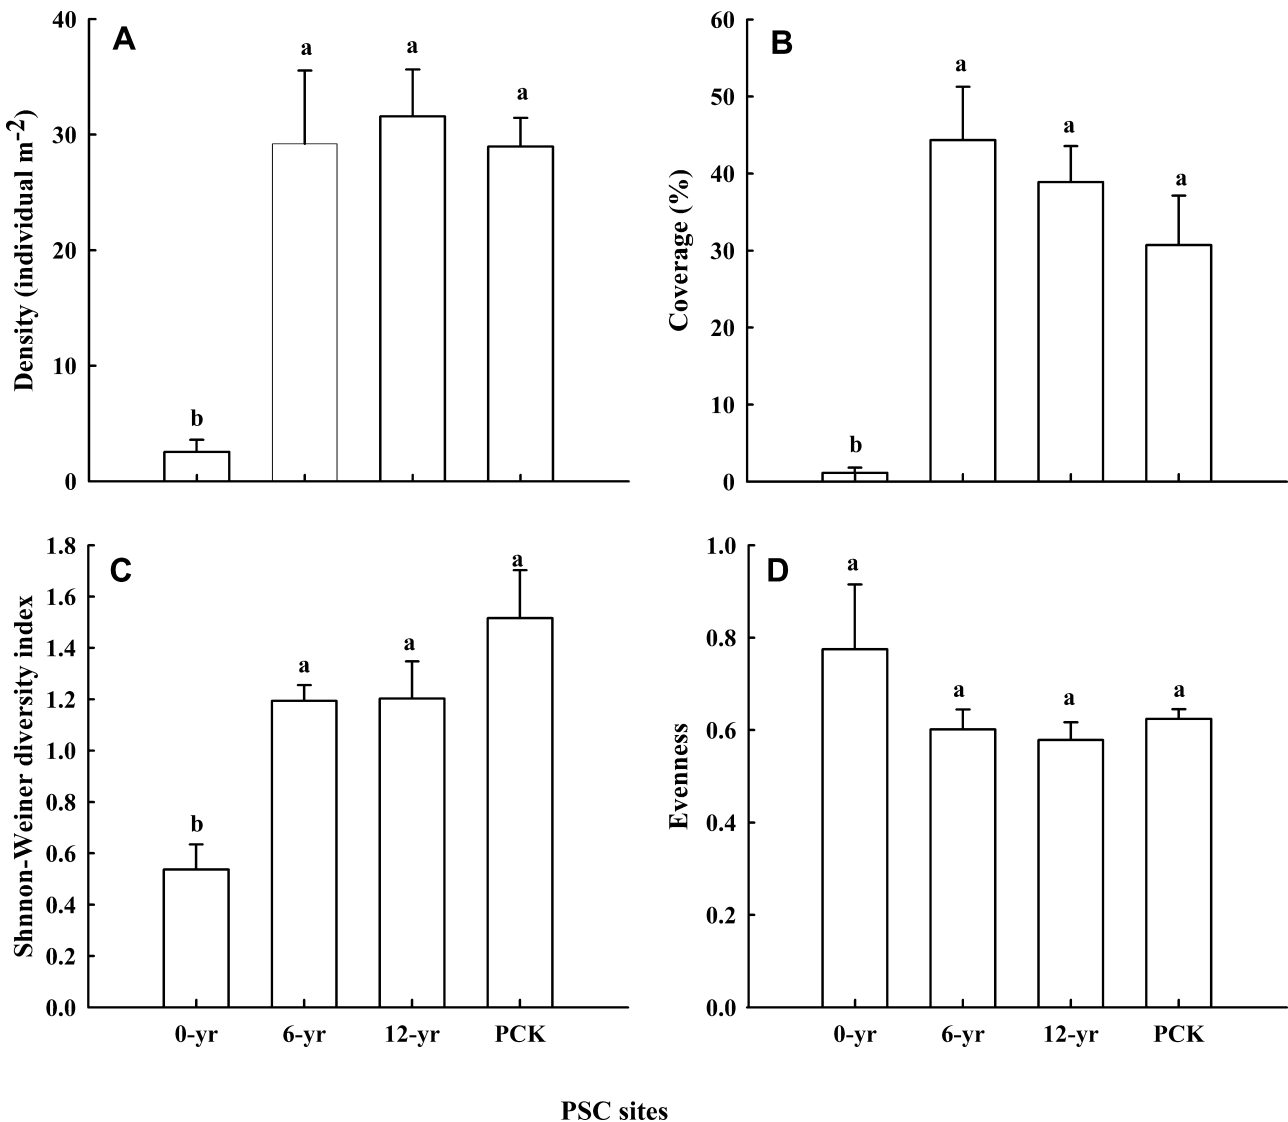 A
Density (individual m-2)
40
30
20
10
0
b
a
a
a
B
Coverage (%)
60
50
40
30
20
10
0
b
a
a
a
C
Shnnon-Weiner diversity index
1.8
1.6
1.4
1.2
1.0
0.8
0.6
0.4
0.2
0.0
b
a
a
a
0-yr 6-yr 12-yr PCK
D
Evenness
1.0
0.8
0.6
0.4
0.2
0.0
a
a
a
a
0-yr 6-yr 12-yr PCK
PSC sites